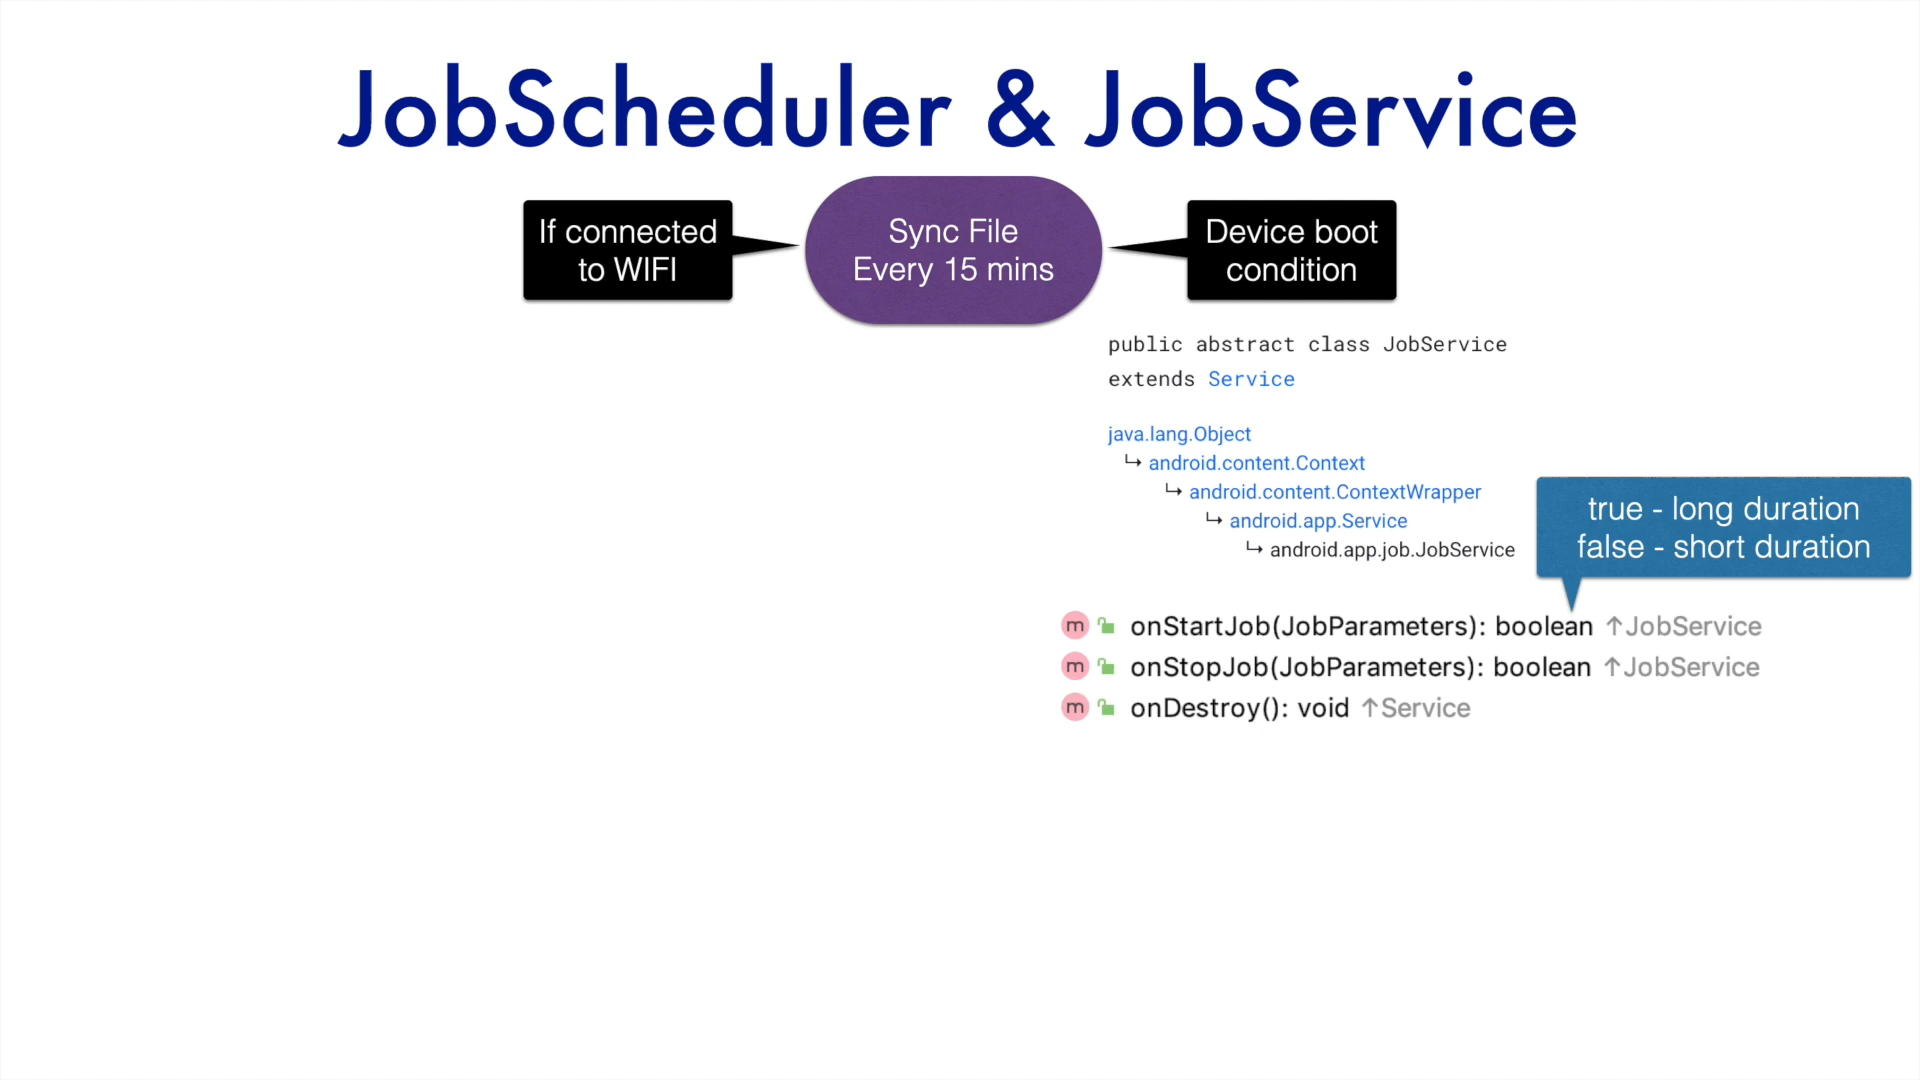 JobScheduler & JobService
If connected
to WIFI
Sync File
Every 15 mins
Device boot
condition
public abstract class JobService
extends Service
java.lang.Object
↳ android.content.Context
↳ android.content.ContextWrapper
↳ android.app.Service
↳ android.app.job.JobService
true - long duration
false - short duration
m onStartJob(JobParameters): boolean ↑JobService
m onStopJob(JobParameters): boolean ↑JobService
m onDestroy(): void ↑Service